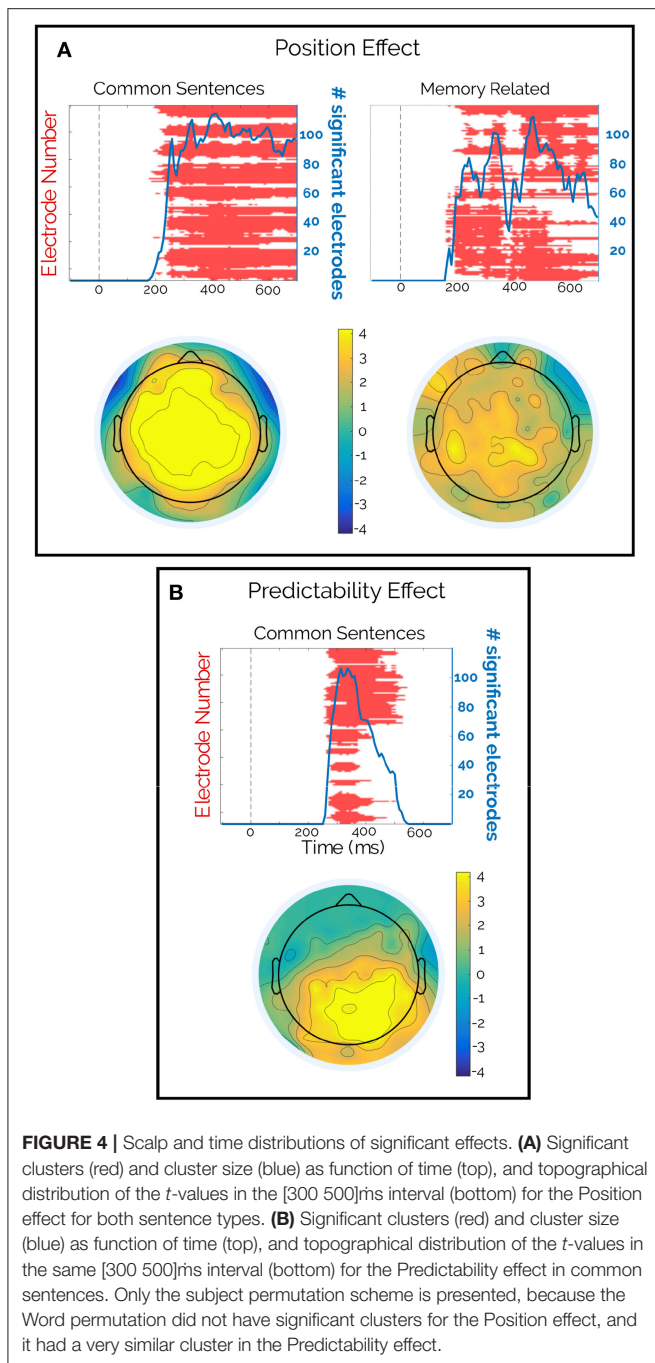 A
Position Effect
Common Sentences
Memory Related
Electrode Number
# significant electrodes
100
80
60
40
20
0
200
400
600
100
80
60
40
20
0
200
400
600
4
3
2
1
0
-1
-2
-3
-4
B
Predictability Effect
Common Sentences
Electrode Number
# significant electrodes
100
80
60
40
20
0
200
400
600
Time (ms)
4
3
2
1
0
-1
-2
-3
-4
FIGURE 4 | Scalp and time distributions of significant effects. (A) Significant
clusters (red) and cluster size (blue) as function of time (top), and topographical
distribution of the t-values in the [300 500]ṁs interval (bottom) for the Position
effect for both sentence types. (B) Significant clusters (red) and cluster size
(blue) as function of time (top), and topographical distribution of the t-values in
the same [300 500]ṁs interval (bottom) for the Predictability effect in common
sentences. Only the subject permutation scheme is presented, because the
Word permutation did not have significant clusters for the Position effect, and
it had a very similar cluster in the Predictability effect.